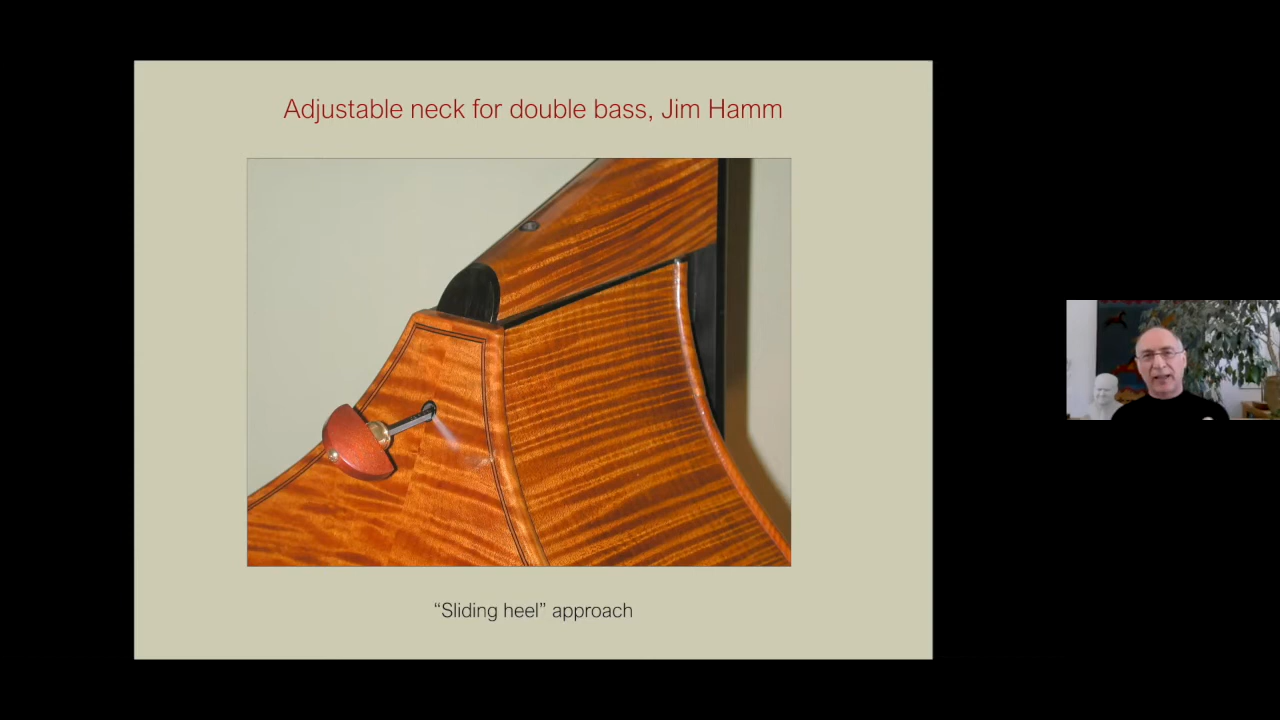 Adjustable neck for double bass, Jim Hamm
“Sliding heel” approach